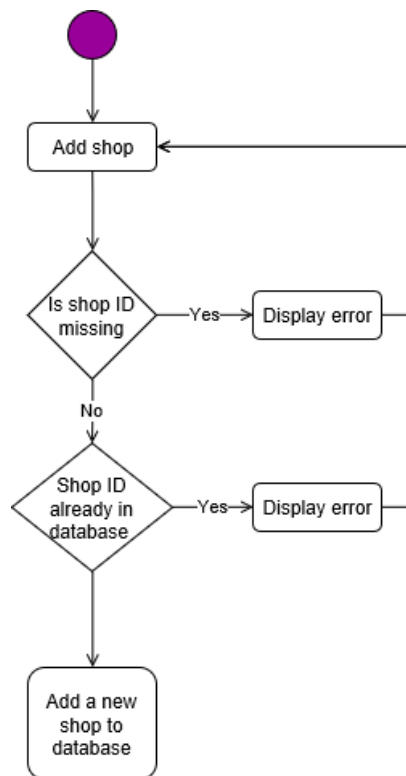 Add shop
Is shop ID
missing
Yes
Display error
No
Shop ID
already in
database
Yes
Display error
Add a new
shop to
database